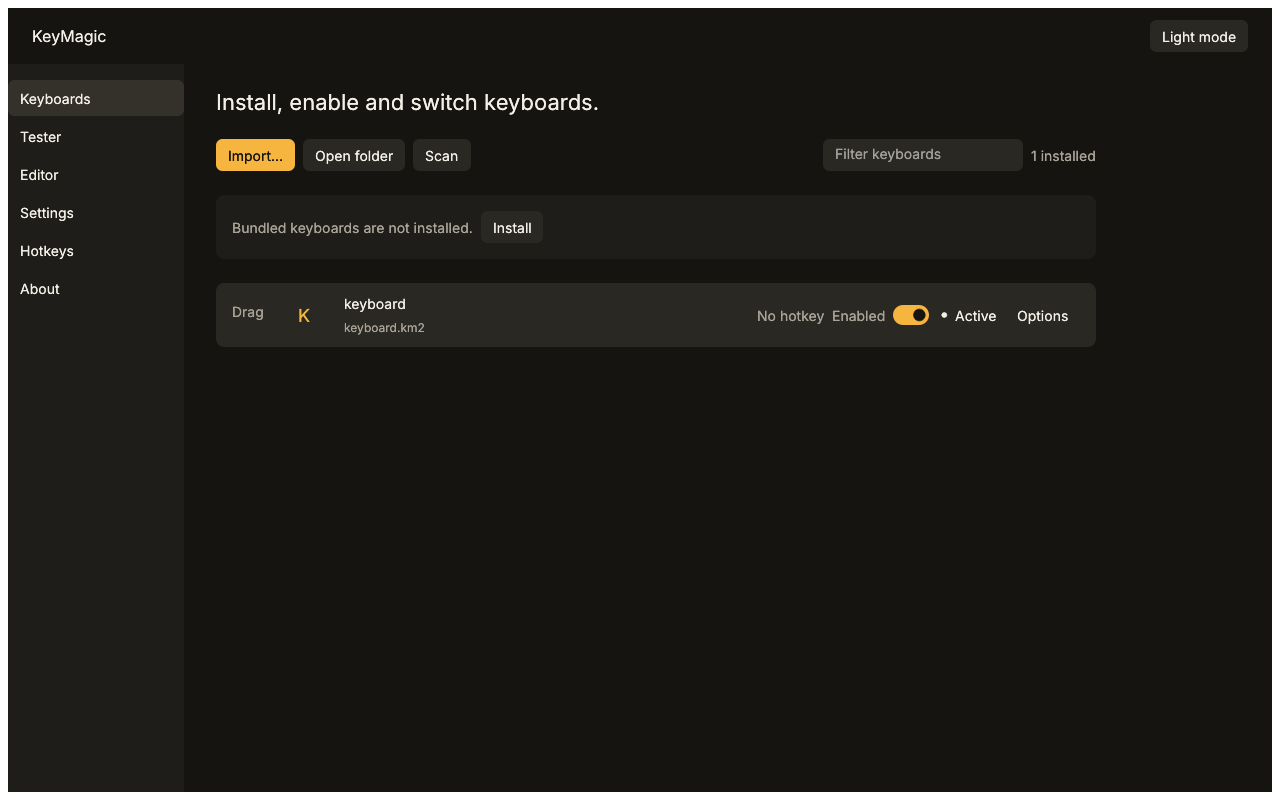 KeyMagic
Light mode
Keyboards
Tester
Editor
Settings
Hotkeys
About
Install, enable and switch keyboards.
Import...
Open folder
Scan
Filter keyboards
1 installed
Bundled keyboards are not installed.
Install
Drag
K
keyboard
keyboard.km2
No hotkey
Enabled
Active
Options